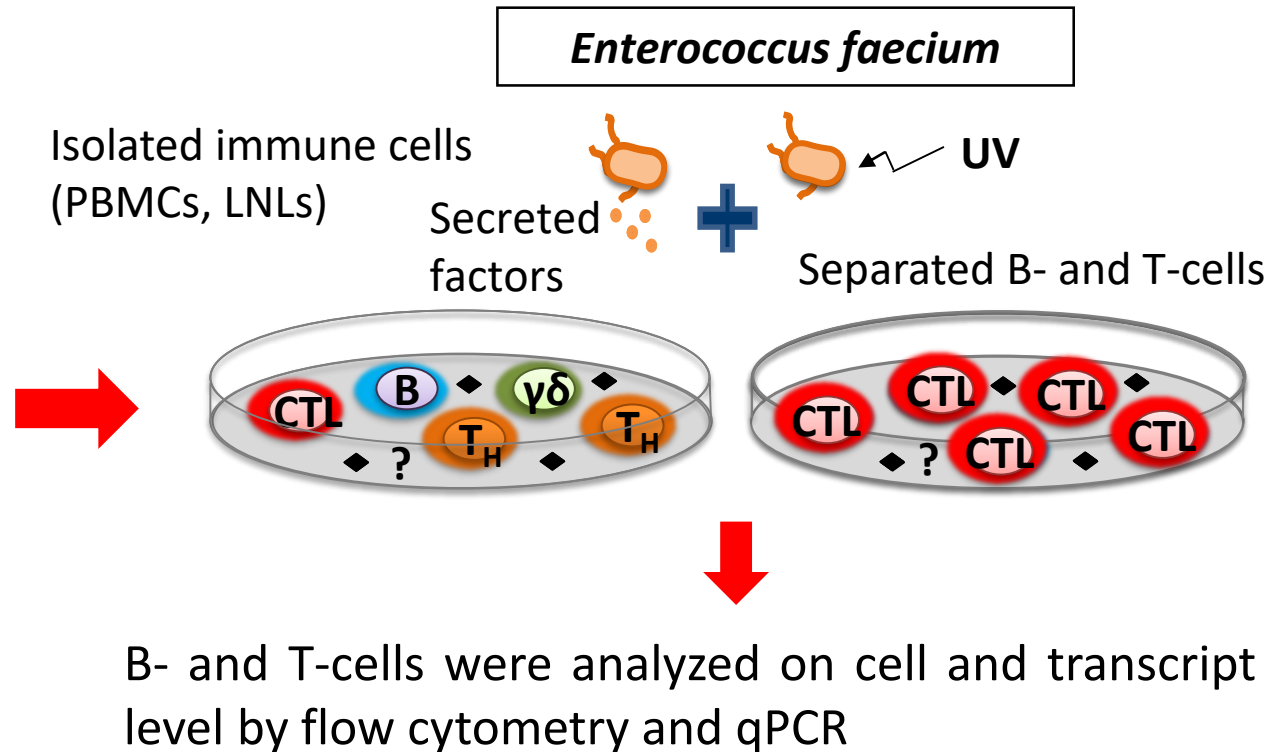 Enterococcus faecium
Isolated immune cells
(PBMCs, LNLs)
UV
Secreted
factors
Separated B- and T-cells
CTL
B
γδ
TH
TH
?
CTL
CTL
CTL
CTL
CTL
?
B- and T-cells were analyzed on cell and transcript
level by flow cytometry and qPCR